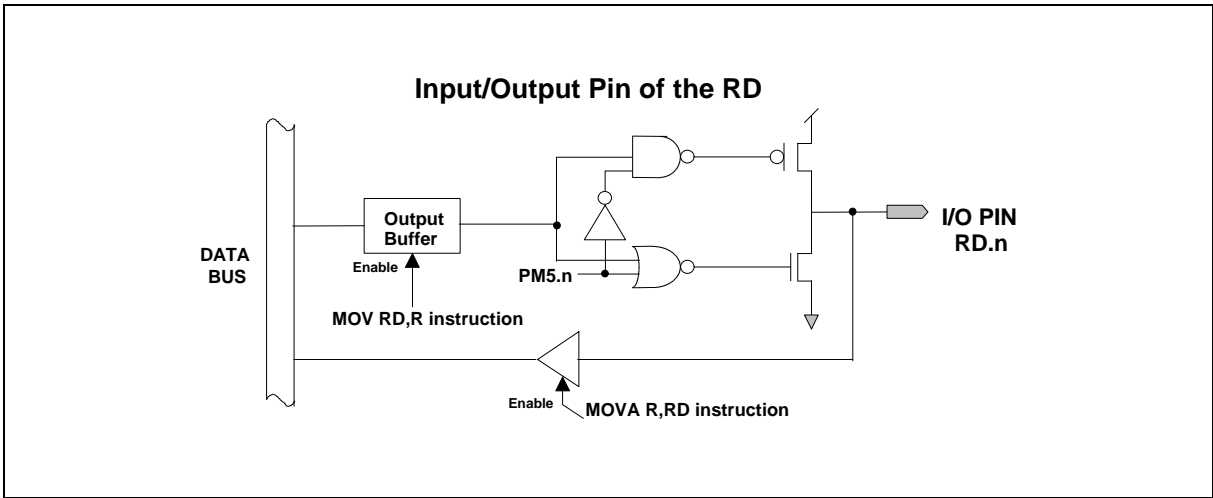 Input/Output Pin of the RD
Output
Buffer
I/O PIN
RD.n
DATA
BUS
Enable
PM5.n
MOV RD,R instruction
Enable
MOVA R,RD instruction